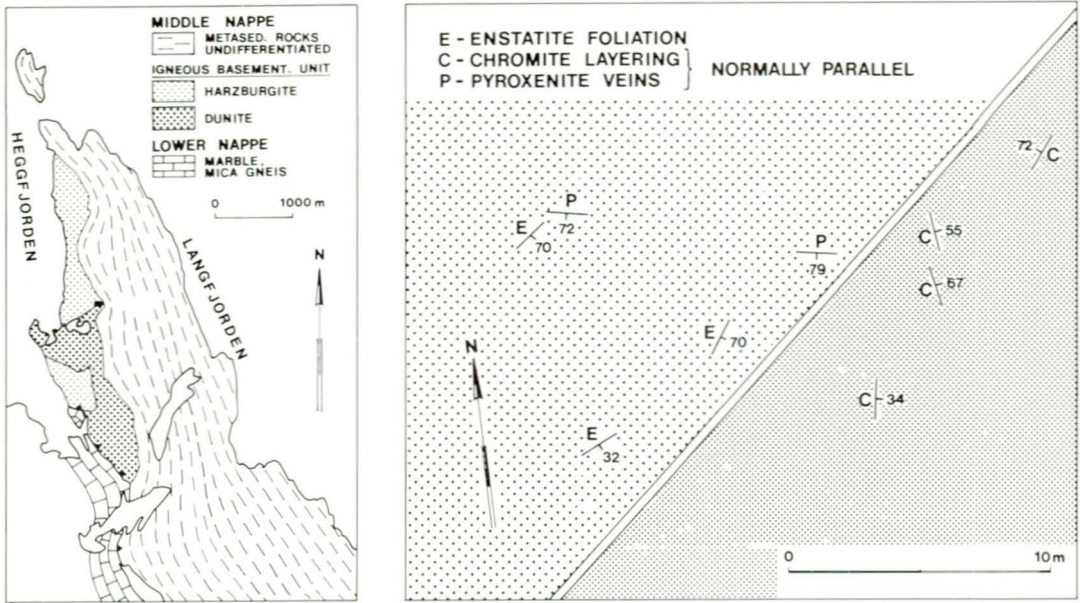 MIDDLE NAPPE
METASED. ROCKS
UNDIFFERENTIATED
IGNEOUS BASEMENT. UNIT
HARZBURGITE
DUNITE
LOWER NAPPE
MARBLE,
MICA GNEIS
0 1000 m
N
HEGGFJORDEN
LANGFJORDEN
E - ENSTATITE FOLIATION
C - CHROMITE LAYERING
P - PYROXENITE VEINS
NORMALLY PARALLEL
72 C
P
72
E
70
C 55
P
79
C 67
E
70
N
C 34
E
32
0 10 m